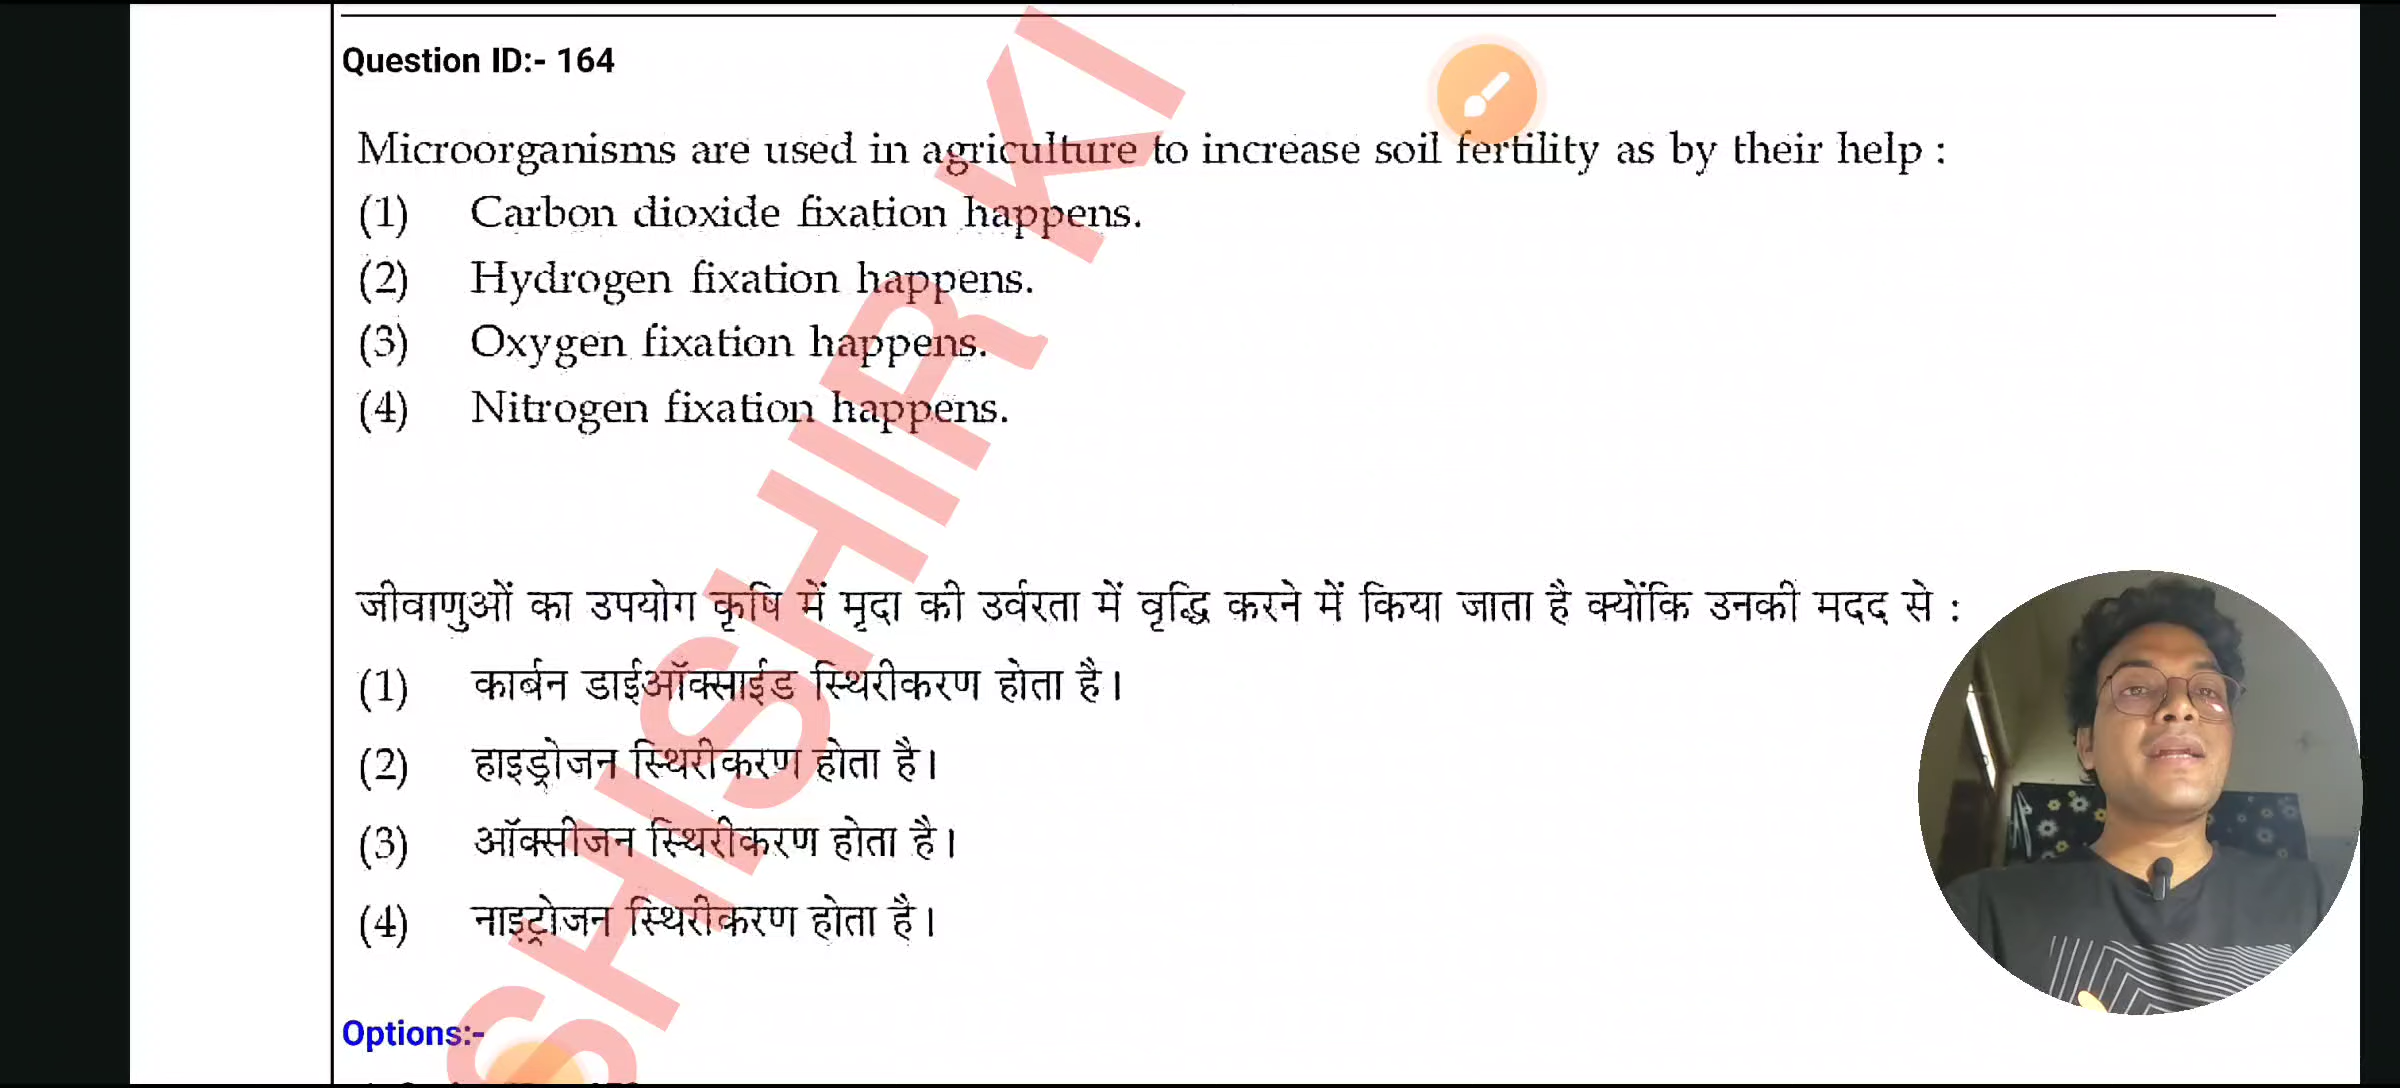 Question ID:- 164
Microorganisms are used in agriculture to increase soil fertility as by their help :
(1) Carbon dioxide fixation happens.
(2) Hydrogen fixation happens.
(3) Oxygen fixation happens.
(4) Nitrogen fixation happens.
जीवाणुओं का उपयोग कृषि में मृदा की उर्वरता में वृद्धि करने में किया जाता है क्योंकि उनकी मदद से :
(1) कार्बन डाईऑक्साईड स्थिरीकरण होता है।
(2) हाइड्रोजन स्थिरीकरण होता है।
(3) ऑक्सीजन स्थिरीकरण होता है।
(4) नाइट्रोजन स्थिरीकरण होता है।
Options:-
SHISHIR KI